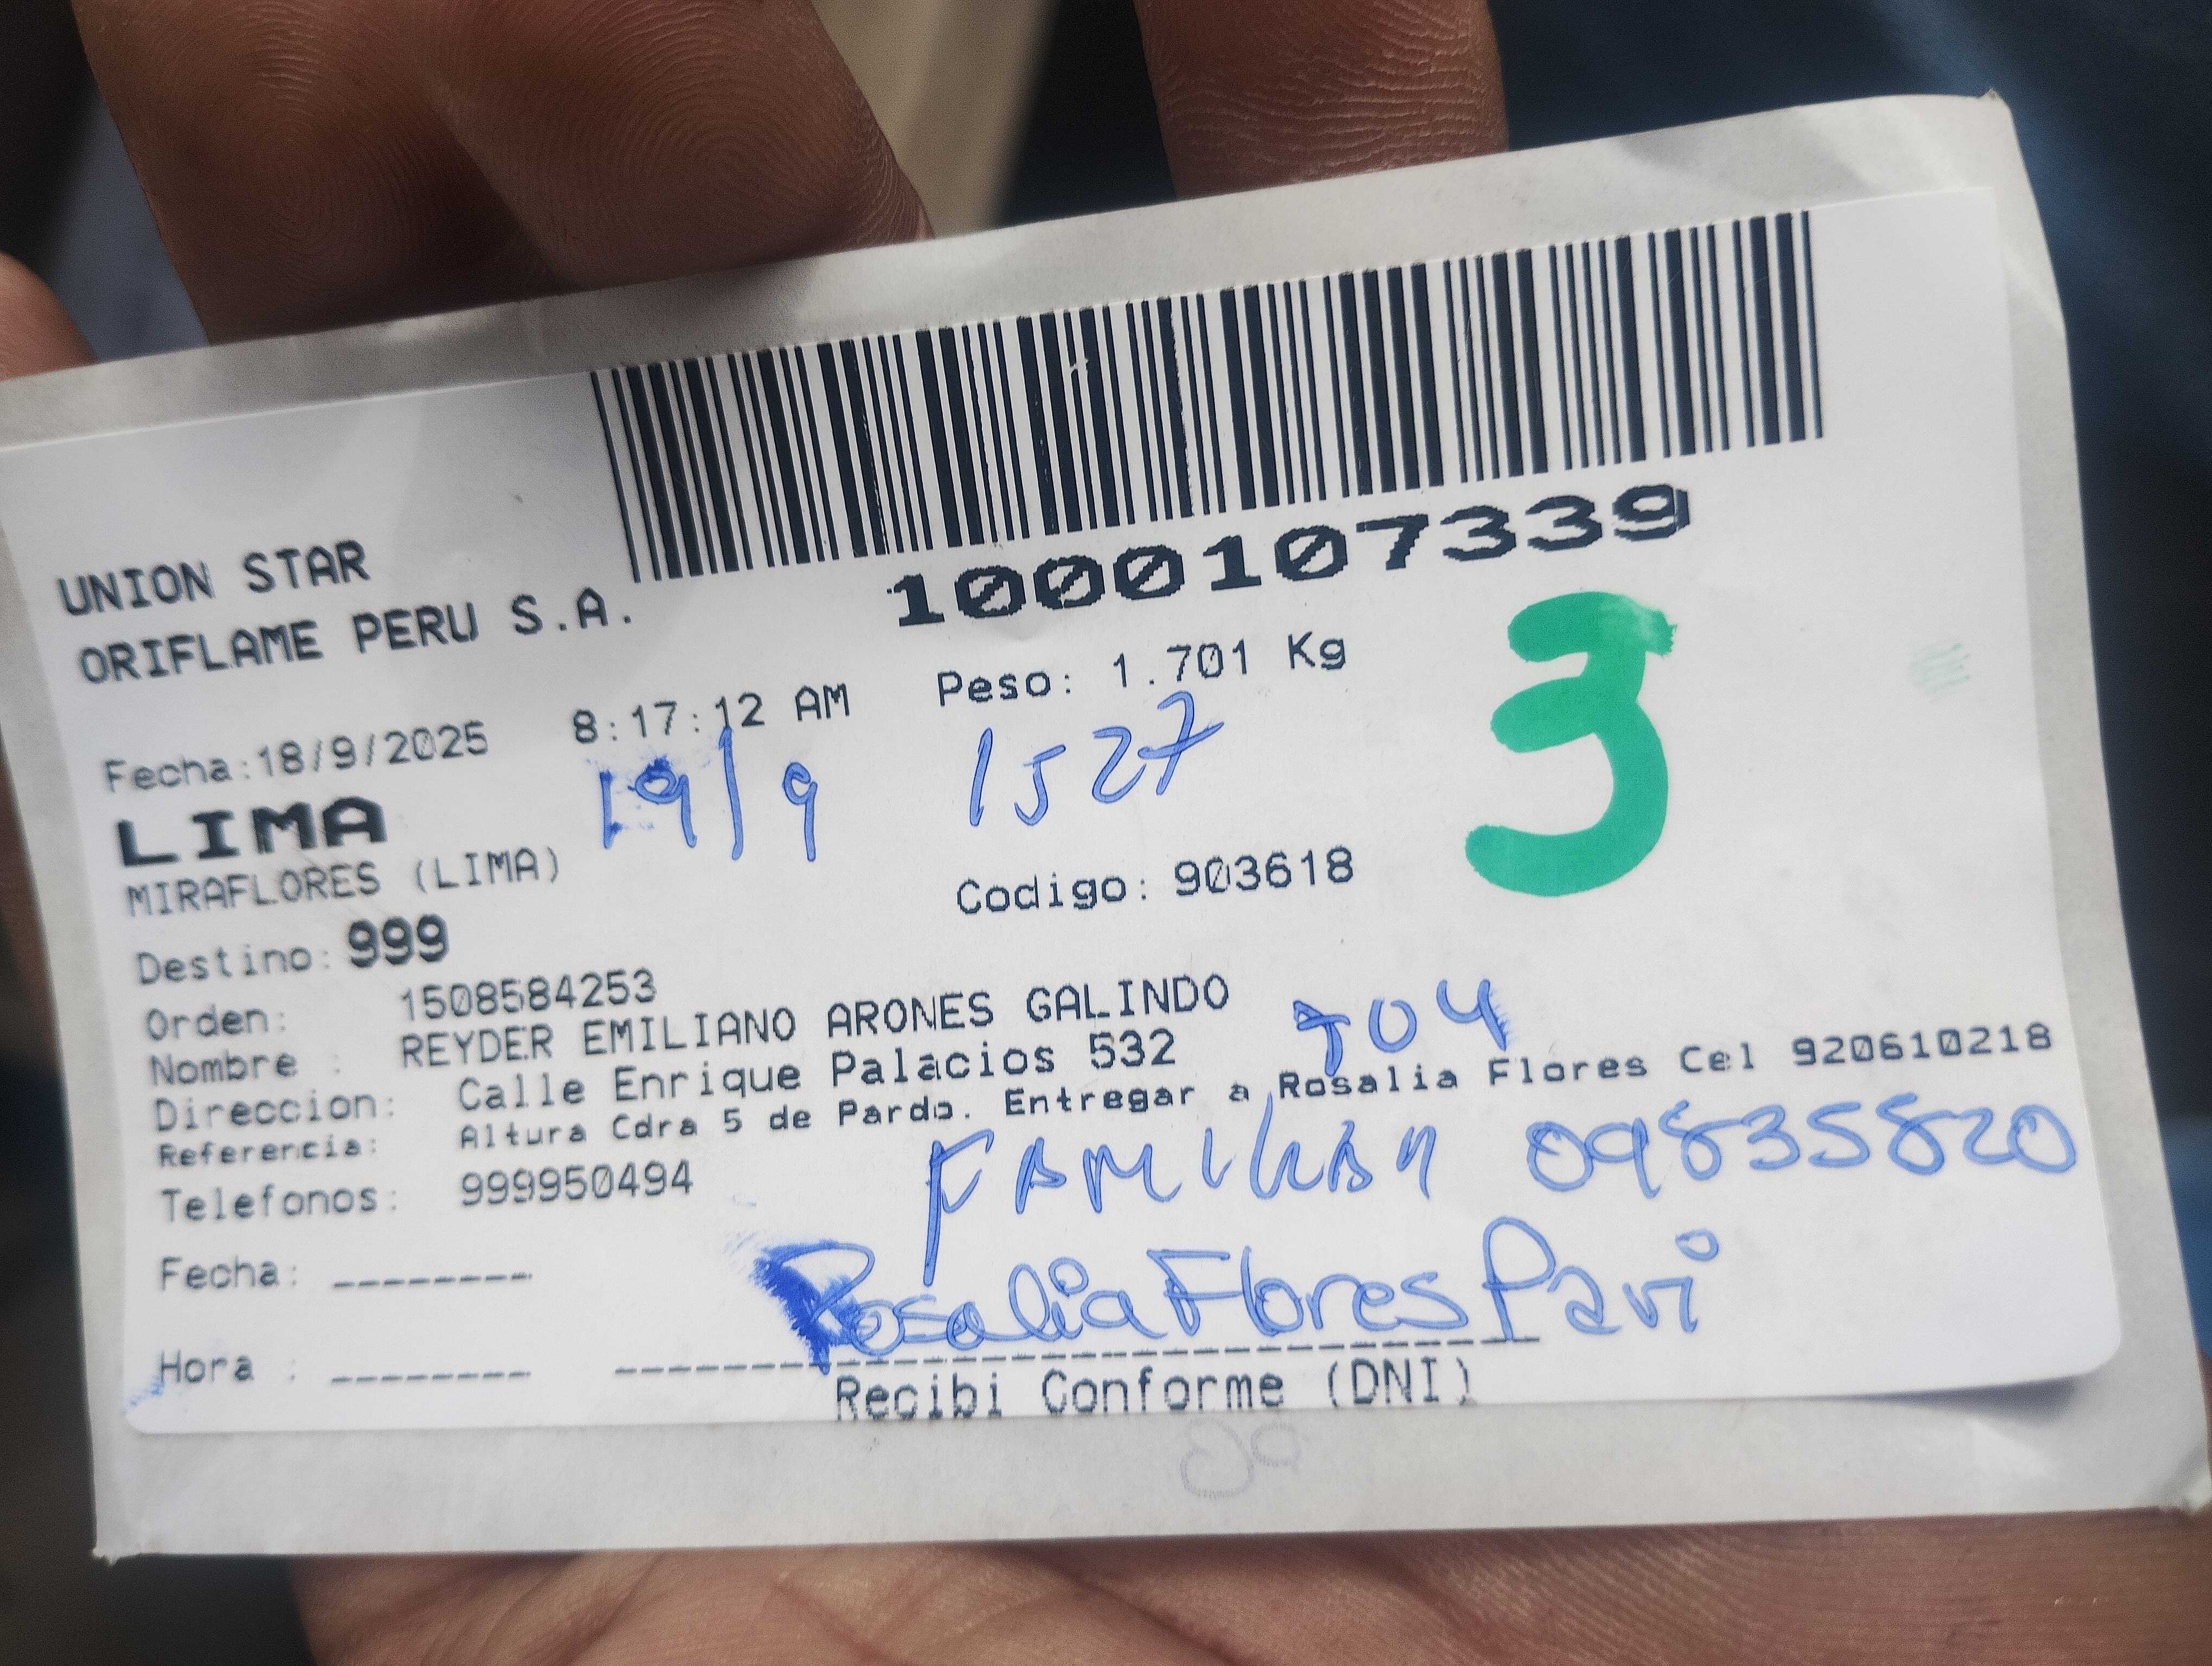 1000107339
UNION STAR
ORIFLAME PERU S.A.
Fecha:18/9/2025 8:17:12 AM Peso: 1.701 Kg
3
LIMA 19/9 1527
MIRAFLORES (LIMA)
Codigo: 903618
Destino: 999
Orden: 1508584253
Nombre : REYDER EMILIANO ARONES GALINDO
Direccion: Calle Enrique Palacios 532 704
Referencia: Altura Cdra 5 de Pardo. Entregar a Rosalia Flores Cel 920610218
Telefonos: 999950494 FAMILIAR 09835820
Fecha: --------
Rosalia Flores Pari
Hora : --------
Recibi Conforme (DNI)